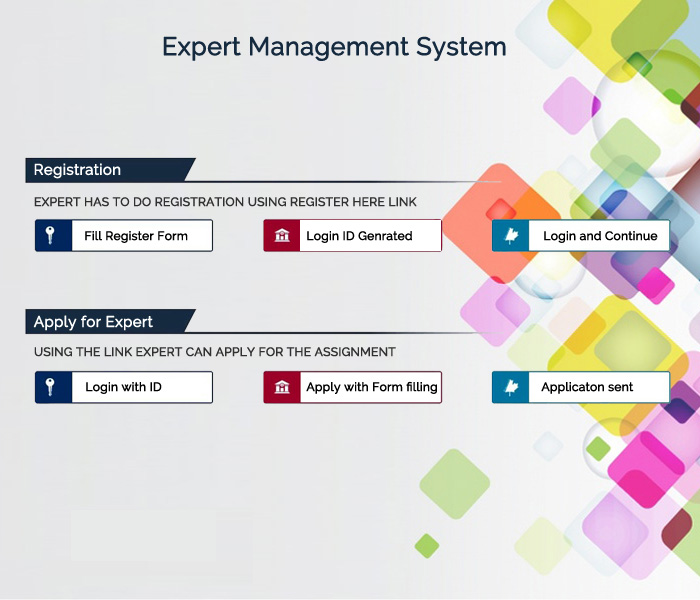 Expert Management System
Registration
EXPERT HAS TO DO REGISTRATION USING REGISTER HERE LINK
Fill Register Form
Login ID Genrated
Login and Continue
Apply for Expert
USING THE LINK EXPERT CAN APPLY FOR THE ASSIGNMENT
Login with ID
Apply with Form filling
Applicaton sent